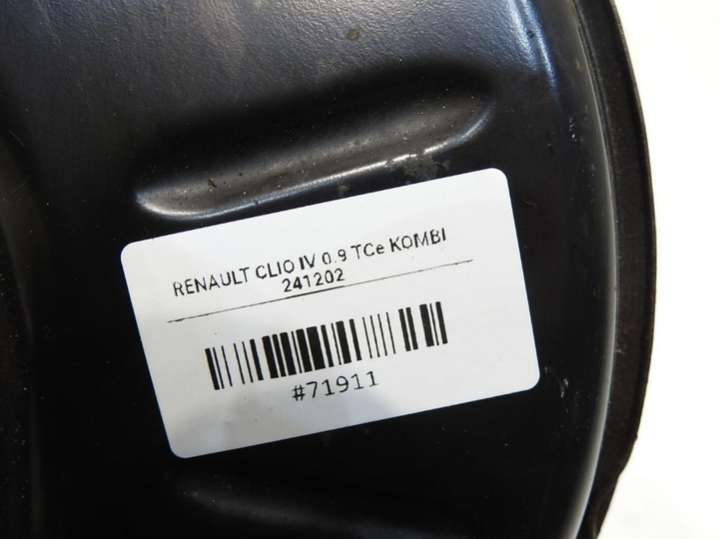 RENAULT CLIO IV 0.9 TCe KOMBI
241202
#71911